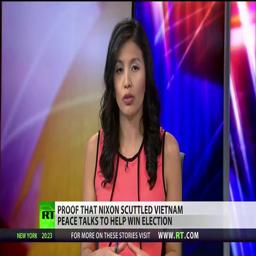 RT
PROOF THAT NIXON SCUTTLED VIETNAM
PEACE TALKS TO HELP WIN ELECTION
NEW YORK 20:23 FOR MORE ON THESE STORIES VISIT WWW.RT.COM